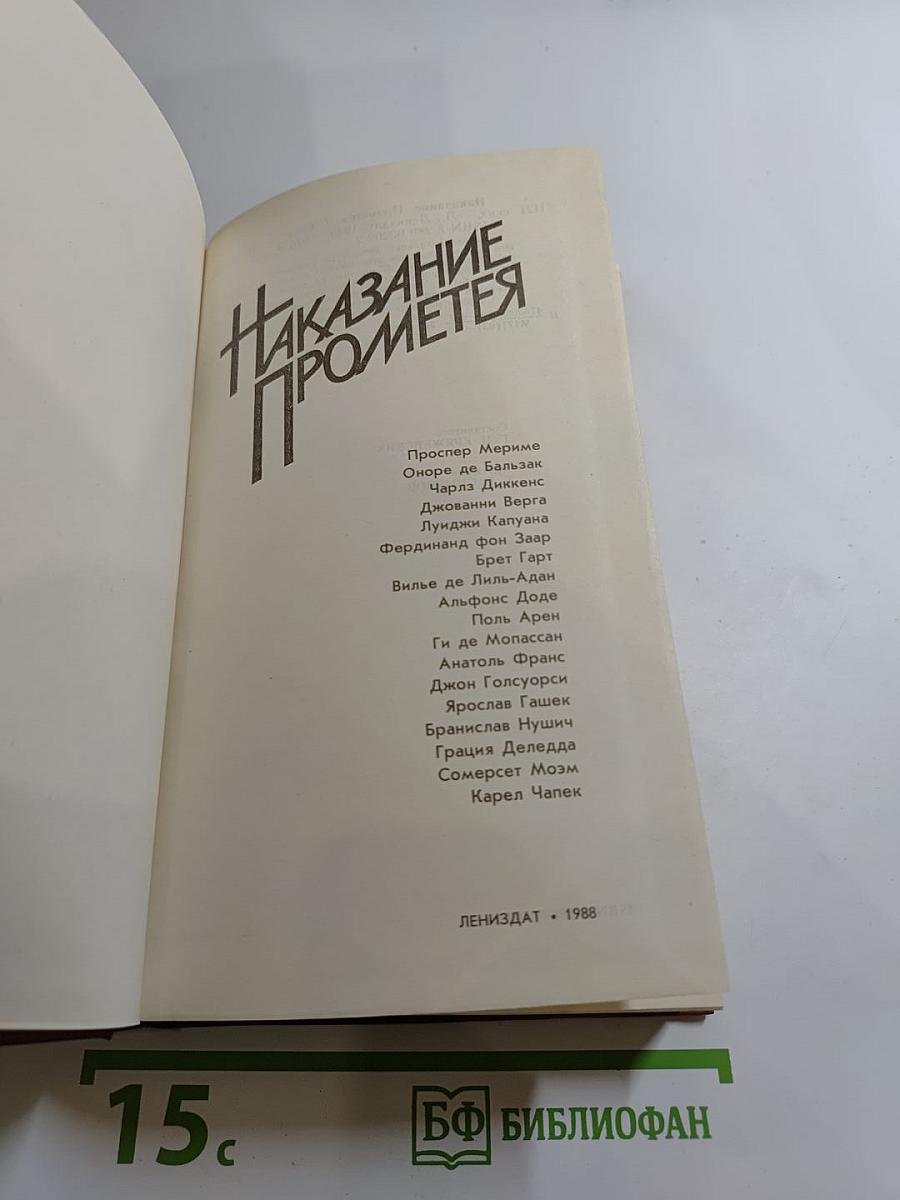 НАКАЗАНИЕ
ПРОМЕТЕЯ
Проспер Мериме
Оноре де Бальзак
Чарлз Диккенс
Джованни Верга
Луиджи Капуана
Фердинанд фон Заар
Брет Гарт
Вилье де Лиль-Адан
Альфонс Доде
Поль Арен
Ги де Мопассан
Анатоль Франс
Джон Голсуорси
Ярослав Гашек
Бранислав Нушич
Грация Деледда
Сомерсет Моэм
Карел Чапек
ЛЕНИЗДАТ • 1988
15 с
БФ БИБЛИОФАН